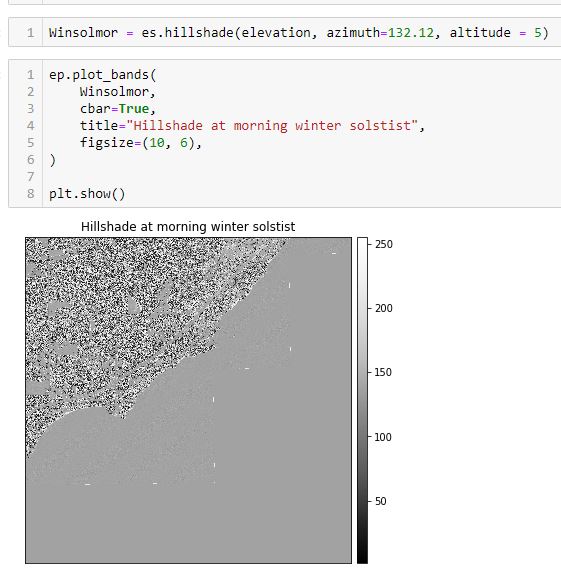 1 Winsolmor = es.hillshade(elevation, azimuth=132.12, altitude = 5)
1 ep.plot_bands(
2 Winsolmor,
3 cbar=True,
4 title="Hillshade at morning winter solstist",
5 figsize=(10, 6),
6 )
7
8 plt.show()
Hillshade at morning winter solstist
250
200
150
100
50